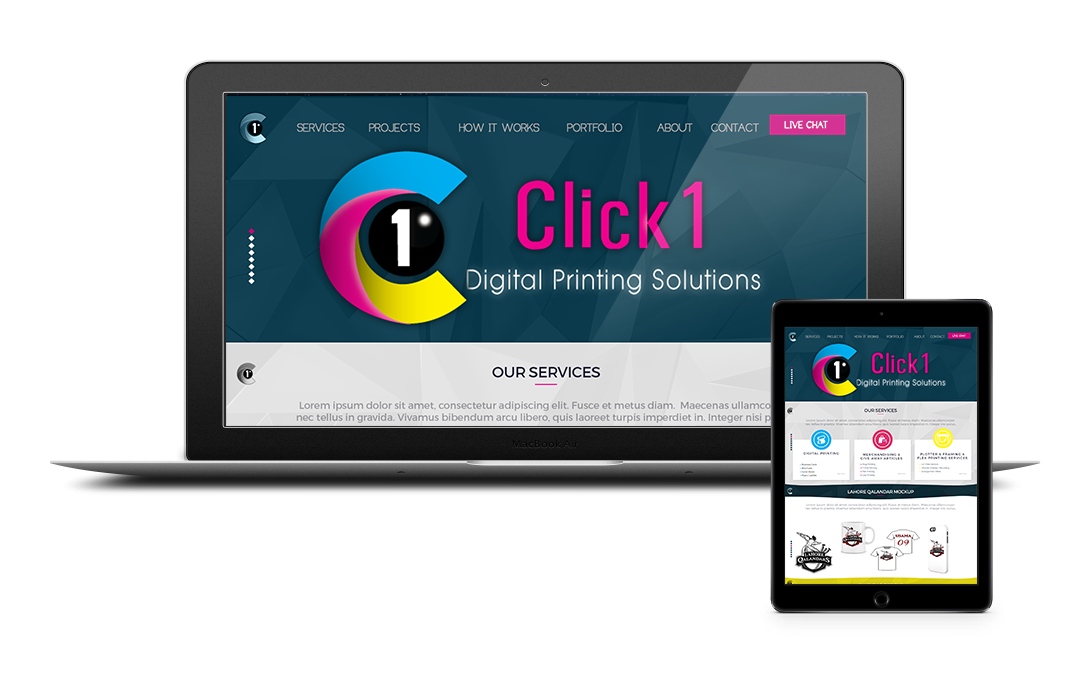 1
SERVICES PROJECTS HOW IT WORKS PORTFOLIO ABOUT CONTACT LIVE CHAT
1
Click1
Digital Printing Solutions
1
OUR SERVICES
Lorem ipsum dolor sit amet, consectetur adipiscing elit. Fusce et metus diam. Maecenas ullamco
nec tellus in gravida. Vivamus bibendum arcu libero, quis laoreet turpis imperdiet in. Integer nisi
MacBook Air
SERVICES PROJECTS HOW IT WORKS PORTFOLIO ABOUT CONTACT LIVE CHAT
1
Click1
Digital Printing Solutions
OUR SERVICES
DIGITAL PRINTING
MERCHANDISING &
GIVE AWAY ARTICLES
PLOTTER & FRAMING &
FLEX PRINTING SERVICES
LAHORE QALANDAR MOCKUP
LAHORE
QALANDARS
USAMA
09